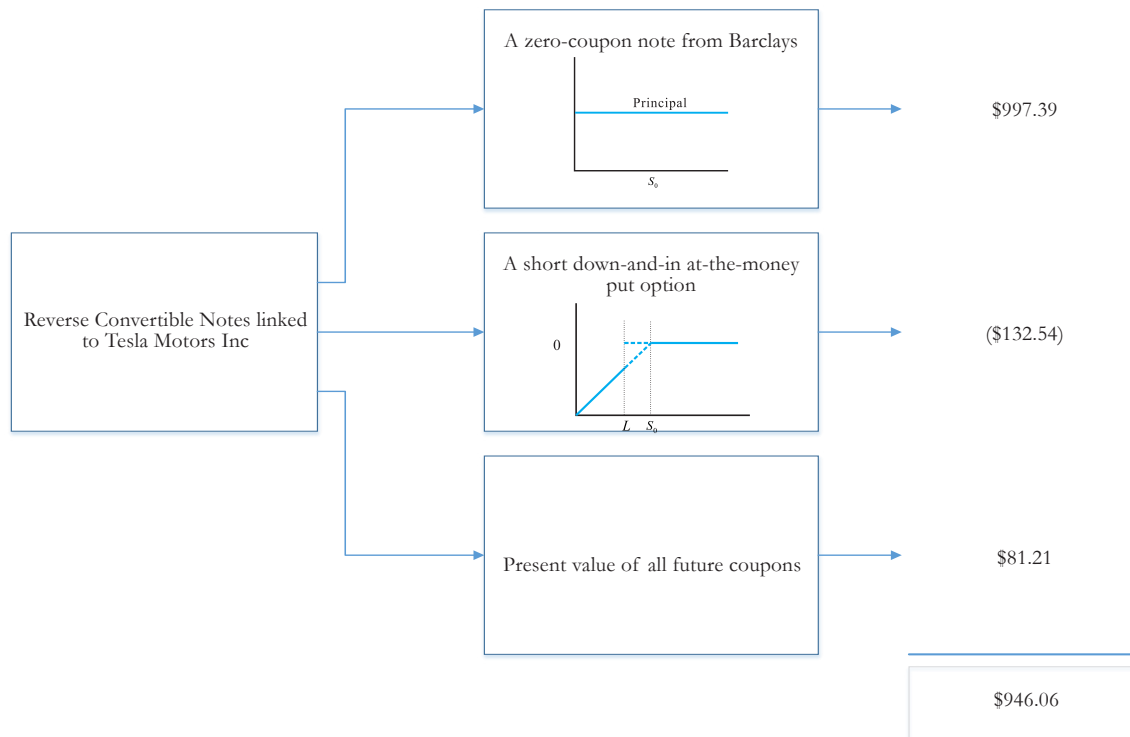 A zero-coupon note from Barclays
Principal
S₀
$997.39
Reverse Convertible Notes linked
to Tesla Motors Inc
A short down-and-in at-the-money
put option
0
L S₀
($132.54)
Present value of all future coupons
$81.21
$946.06